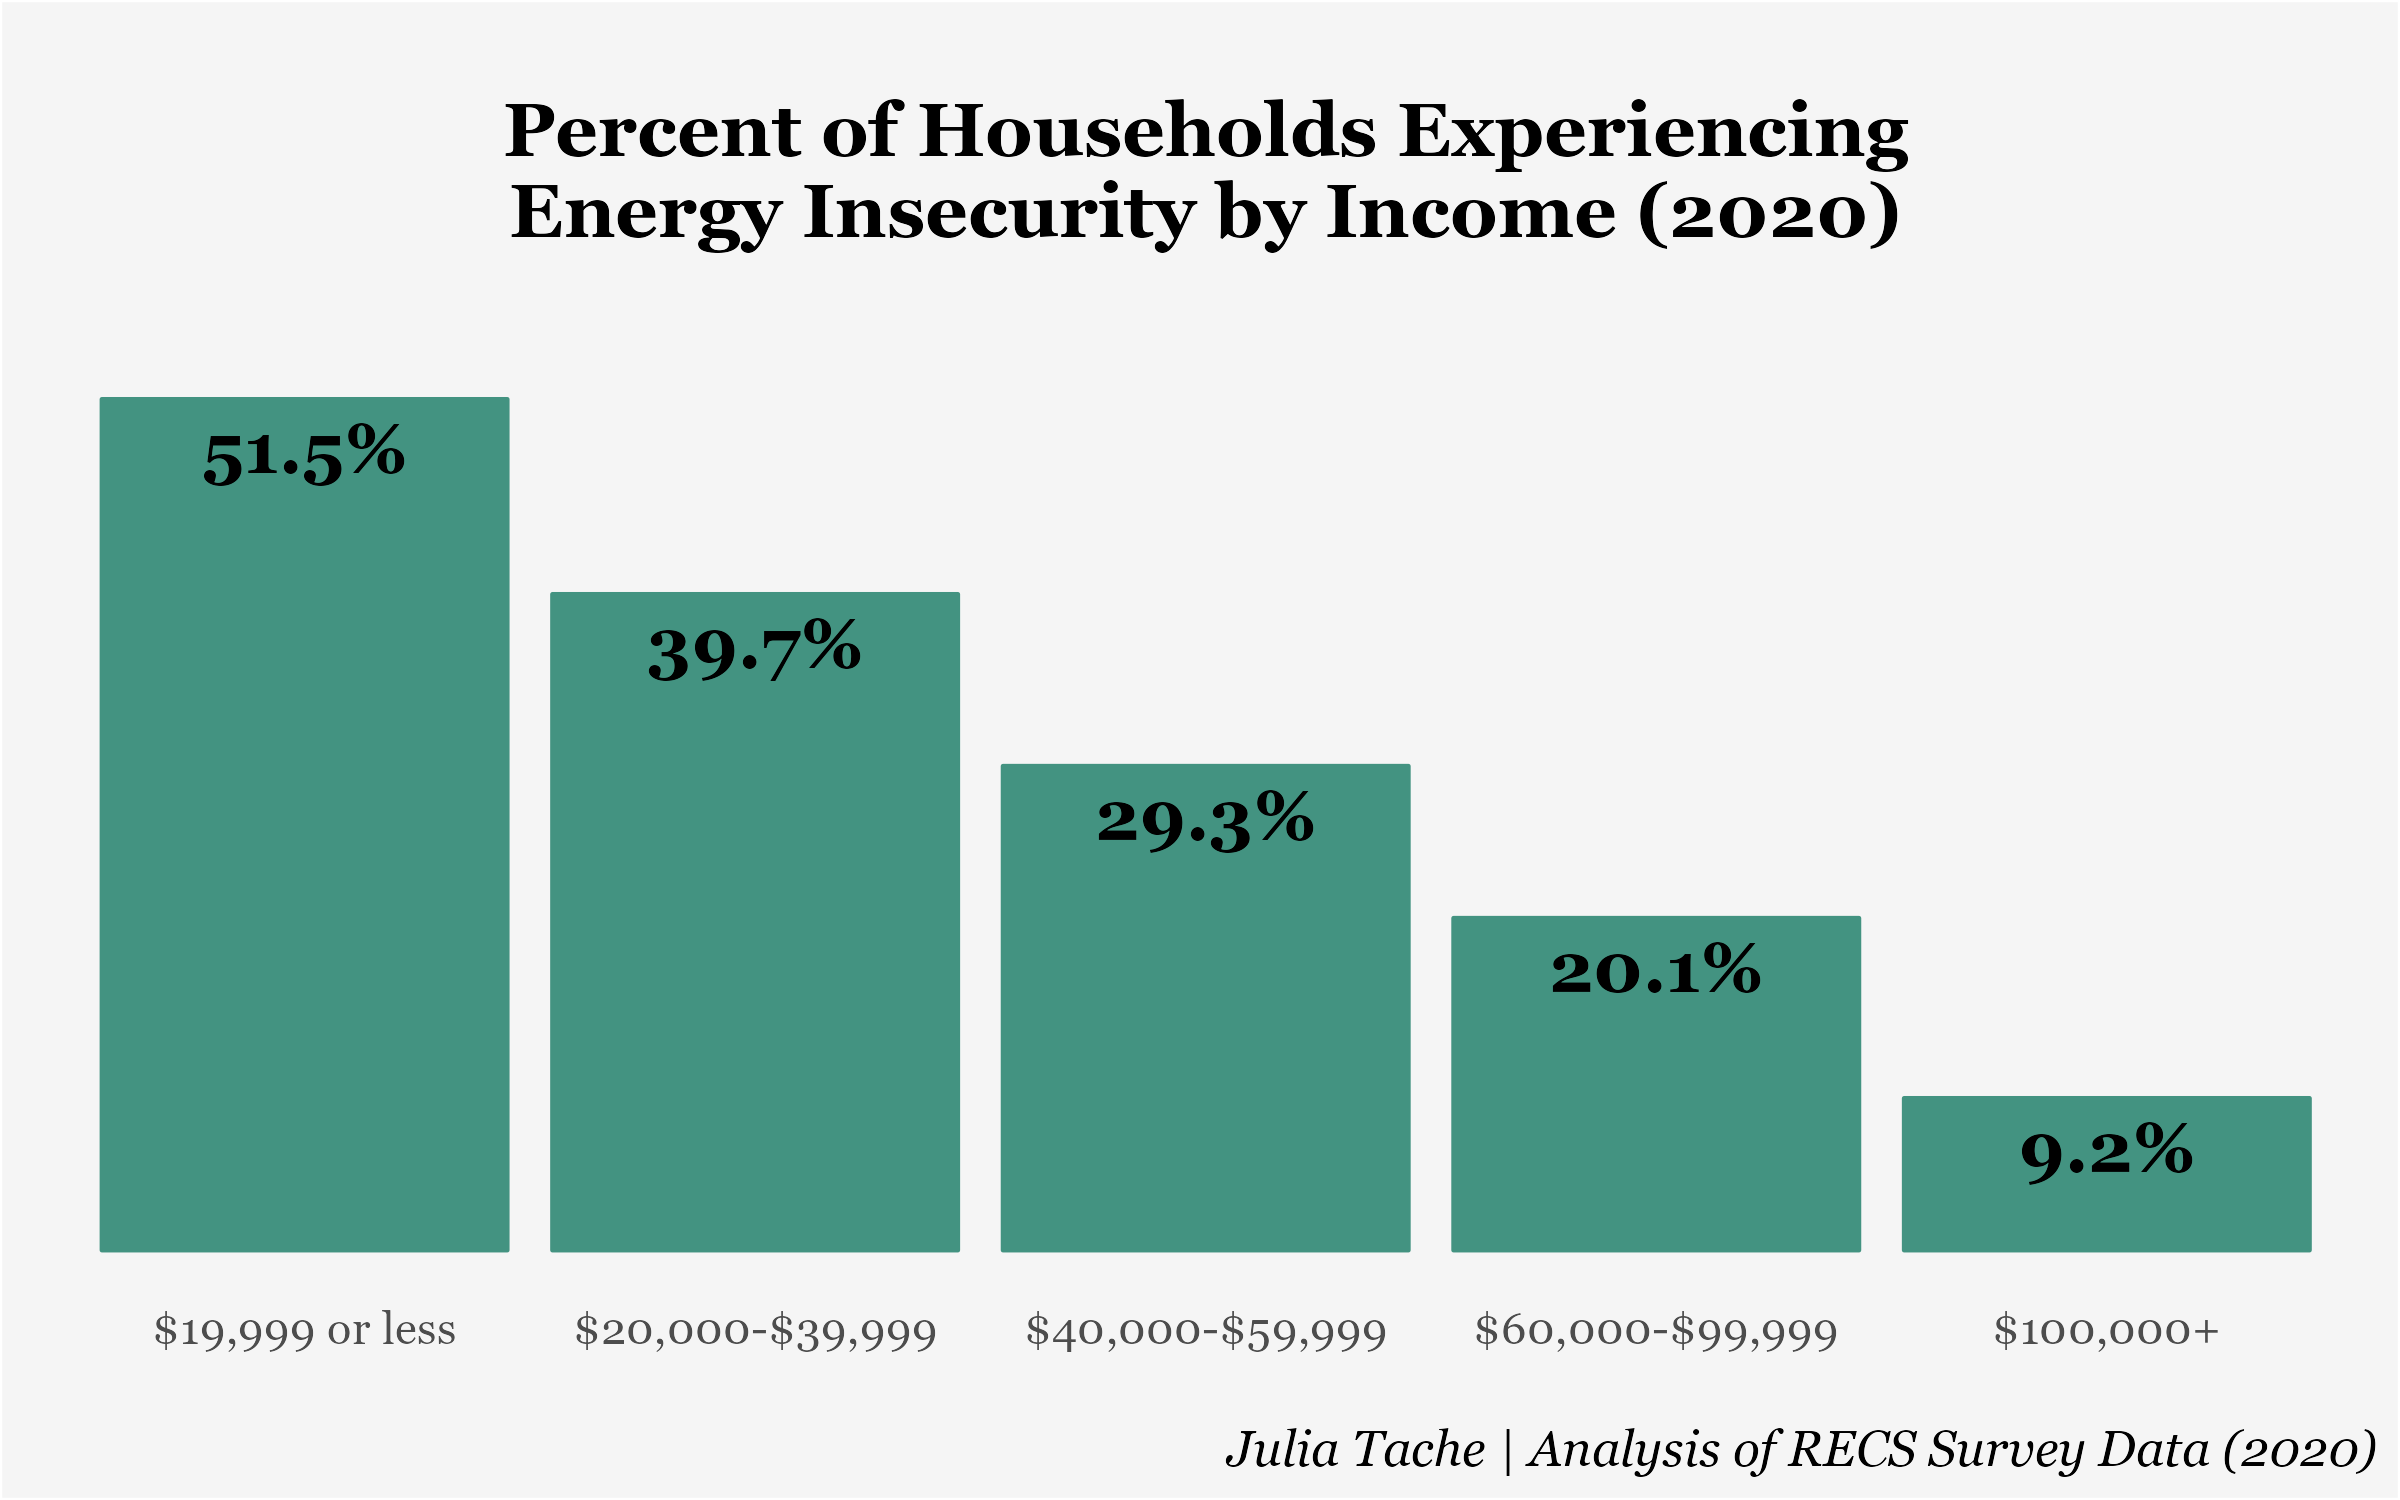 Percent of Households Experiencing
Energy Insecurity by Income (2020)
51.5%
39.7%
29.3%
20.1%
9.2%
$19,999 or less
$20,000-$39,999
$40,000-$59,999
$60,000-$99,999
$100,000+
Julia Tache | Analysis of RECS Survey Data (2020)